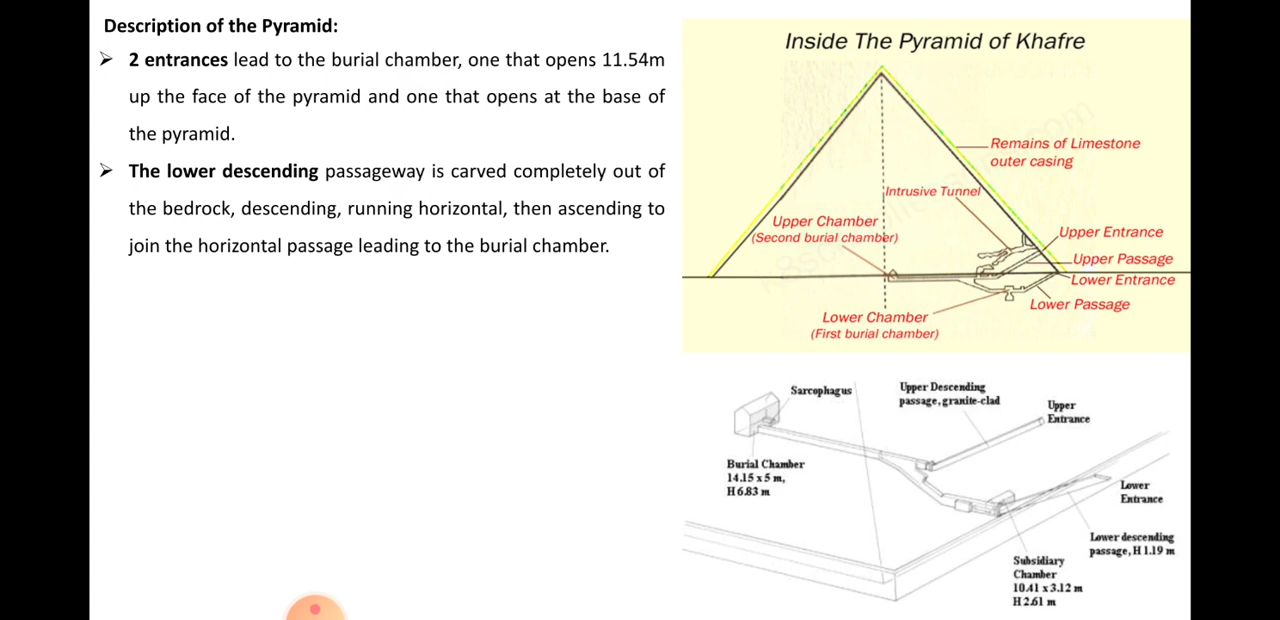 Description of the Pyramid:
➢ 2 entrances lead to the burial chamber, one that opens 11.54m
up the face of the pyramid and one that opens at the base of
the pyramid.
➢ The lower descending passageway is carved completely out of
the bedrock, descending, running horizontal, then ascending to
join the horizontal passage leading to the burial chamber.
Inside The Pyramid of Khafre
Remains of Limestone
outer casing
Intrusive Tunnel
Upper Chamber
(Second burial chamber)
Upper Entrance
Upper Passage
Lower Entrance
Lower Passage
Lower Chamber
(First burial chamber)
Sarcophagus
Upper Descending
passage, granite-clad
Upper
Entrance
Burial Chamber
14.15 x 5 m,
H 6.83 m
Lower
Entrance
Lower descending
passage, H 1.19 m
Subsidiary
Chamber
10.41 x 3.12 m
H 2.61 m